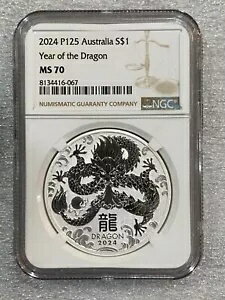 2024 P125 Australia S$1
Year of the Dragon
MS 70
8134416-067
NUMISMATIC GUARANTY COMPANY
NGC
龍
DRAGON
2024